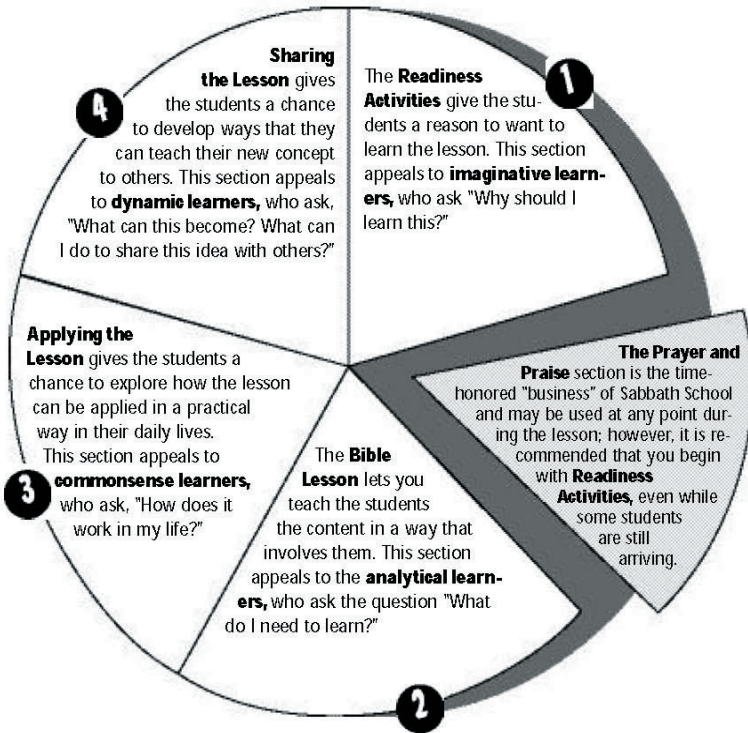 1
The Readiness
Activities give the stu-
dents a reason to want to
learn the lesson. This section
appeals to imaginative learn-
ers, who ask "Why should I
learn this?"
The Prayer and
Praise section is the time-
honored "business" of Sabbath School
and may be used at any point dur-
ing the lesson; however, it is re-
commended that you begin
with Readiness
Activities, even while
some students
are still
arriving.
2
The Bible
Lesson lets you
teach the students
the content in a way that
involves them. This section
appeals to the analytical learn-
ers, who ask the question "What
do I need to learn?"
3
Applying the
Lesson gives the students a
chance to explore how the lesson
can be applied in a practical
way in their daily lives.
This section appeals to
commonsense learners,
who ask, "How does it
work in my life?"
4
Sharing
the Lesson gives
the students a chance
to develop ways that they
can teach their new concept
to others. This section appeals
to dynamic learners, who ask,
"What can this become? What can
I do to share this idea with others?"